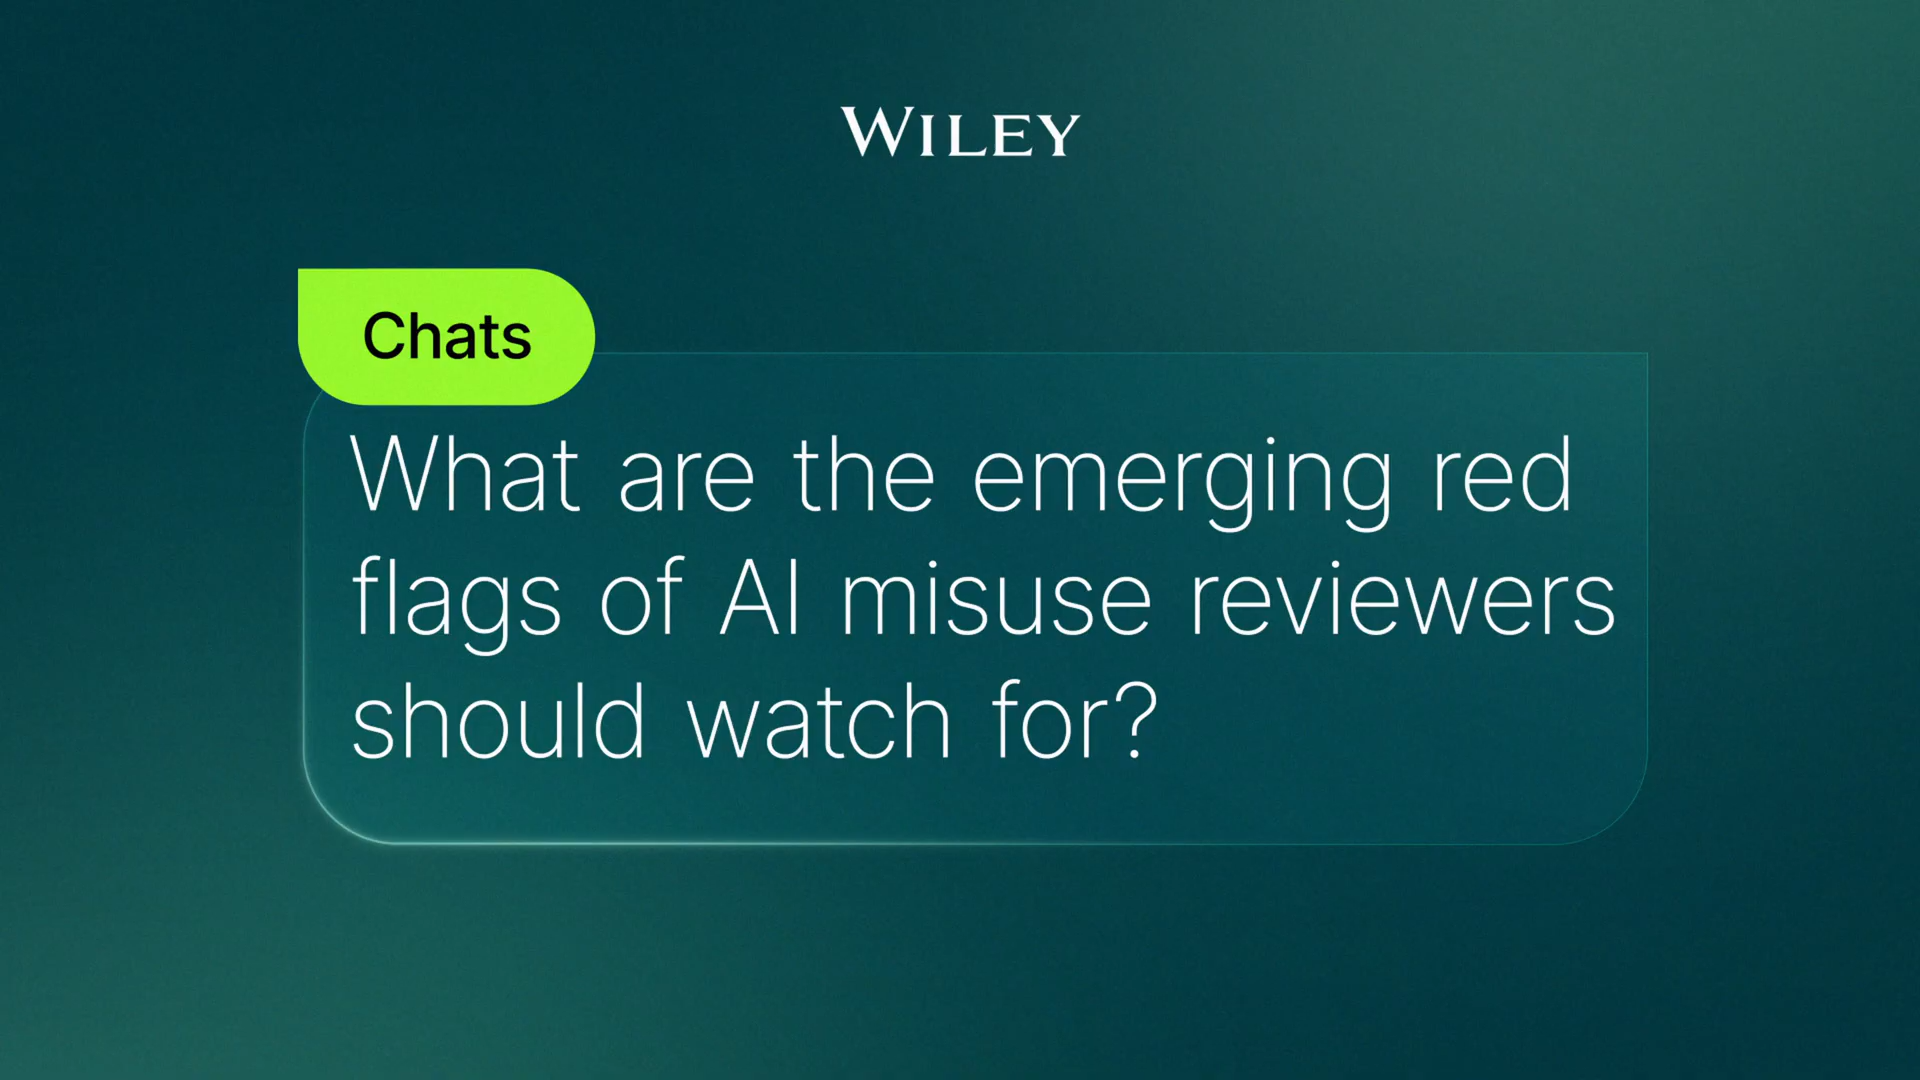 WILEY
Chats
What are the emerging red
flags of AI misuse reviewers
should watch for?